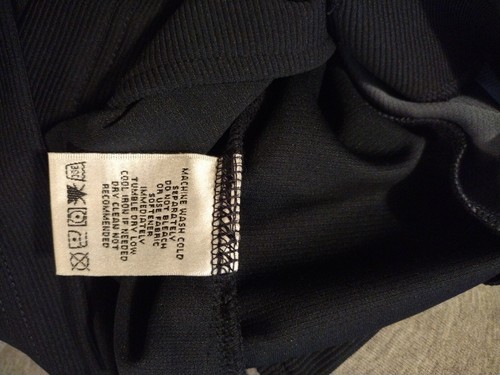 MACHINE WASH COLD
SEPARATELY
DO NOT BLEACH
OR USE FABRIC
SOFTENER
IMMEDIATELY
TUMBLE DRY LOW
COOL IRON IF NEEDED
DRY CLEAN NOT
RECOMMENDED